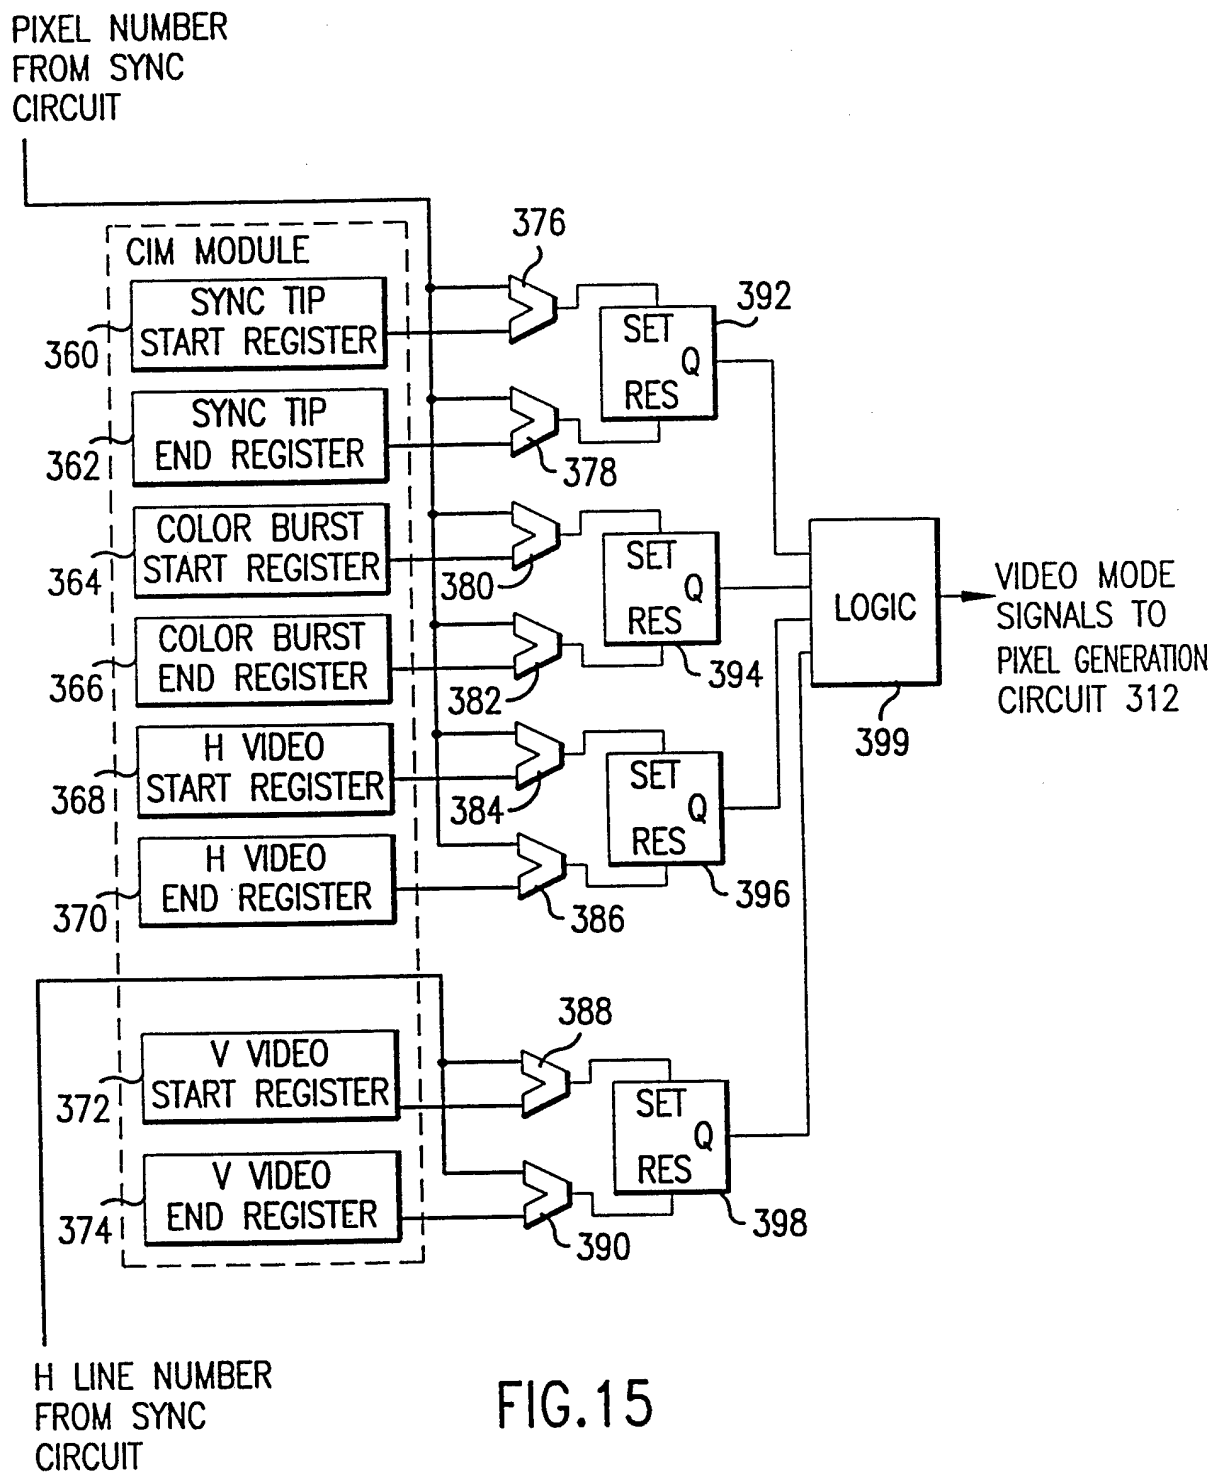 PIXEL NUMBER
FROM SYNC
CIRCUIT
CIM MODULE
SYNC TIP
START REGISTER
360
SYNC TIP
END REGISTER
362
COLOR BURST
START REGISTER
364
COLOR BURST
END REGISTER
366
H VIDEO
START REGISTER
368
H VIDEO
END REGISTER
370
V VIDEO
START REGISTER
372
V VIDEO
END REGISTER
374
376
378
380
382
384
386
388
390
SET
Q
RES
392
SET
Q
RES
394
SET
Q
RES
396
SET
Q
RES
398
LOGIC
399
VIDEO MODE
SIGNALS TO
PIXEL GENERATION
CIRCUIT 312
H LINE NUMBER
FROM SYNC
CIRCUIT
FIG.15